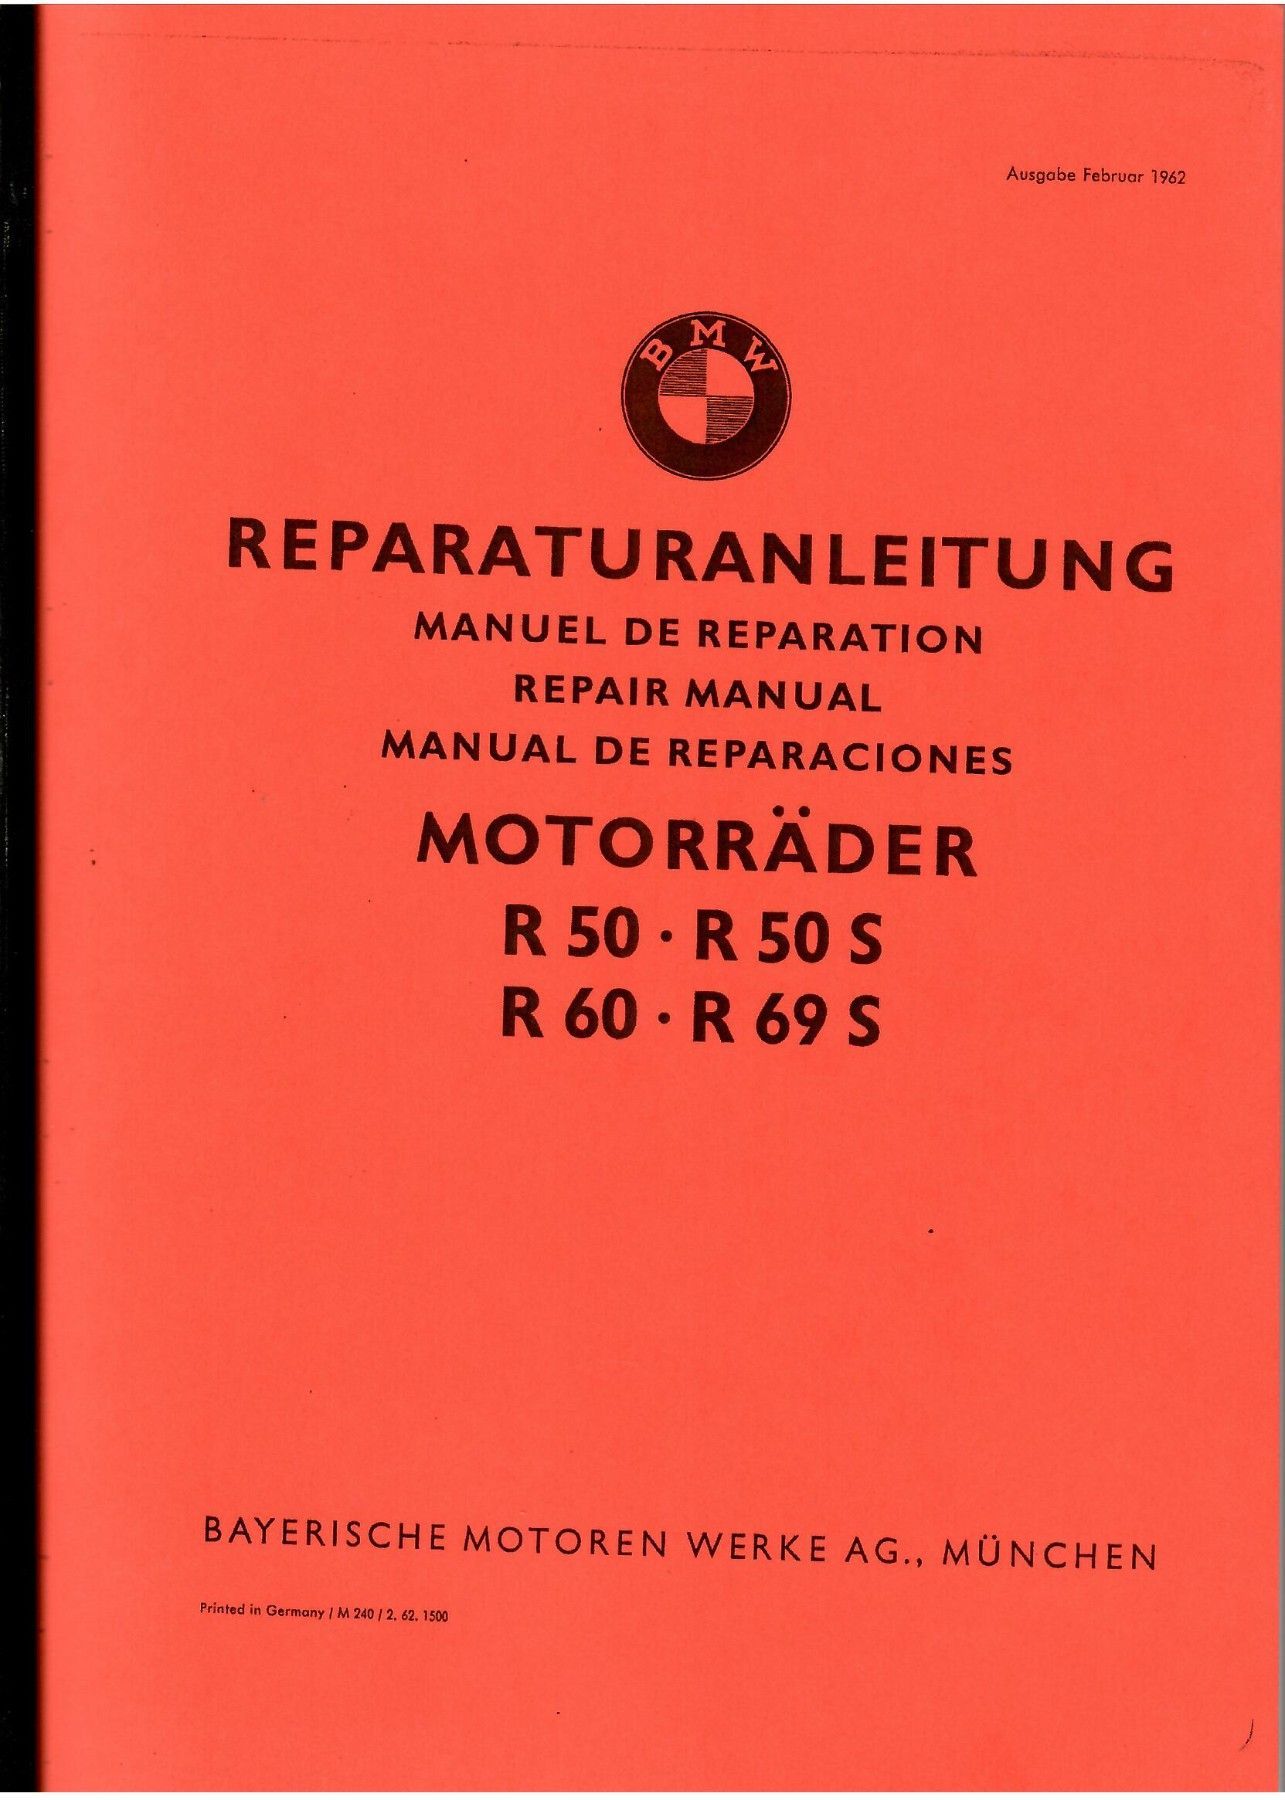 Ausgabe Februar 1962
BMW
REPARATURANLEITUNG
MANUEL DE REPARATION
REPAIR MANUAL
MANUAL DE REPARACIONES
MOTORRÄDER
R 50 · R 50 S
R 60 · R 69 S
BAYERISCHE MOTOREN WERKE AG., MÜNCHEN
Printed in Germany / M 240 / 2. 62. 1500